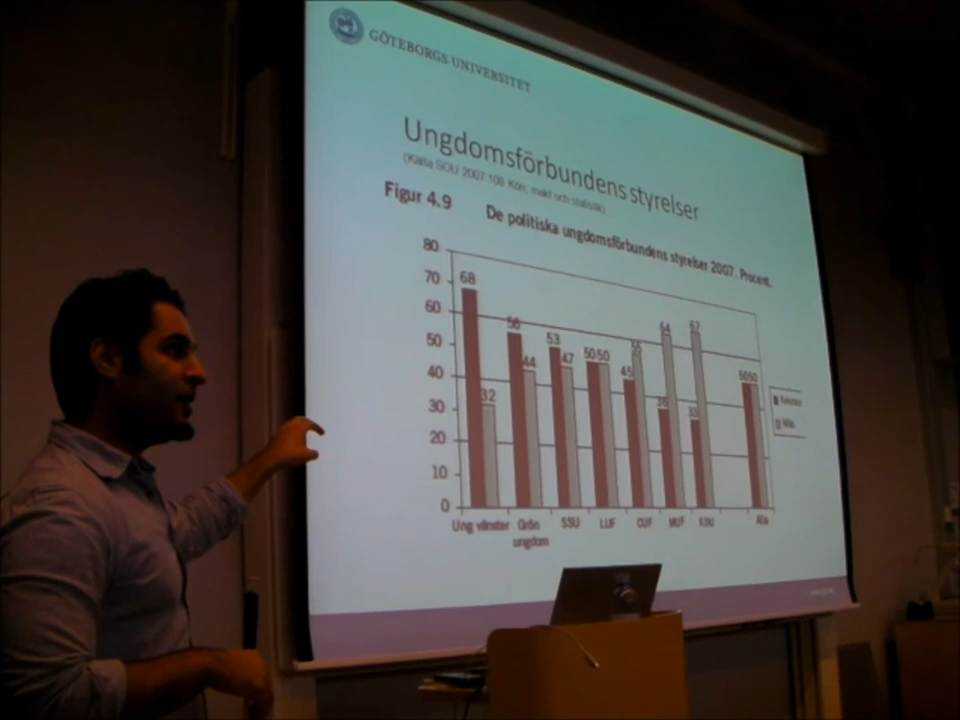 GÖTEBORGS UNIVERSITET
Ungdomsförbundens styrelser
(Källa SOU 2007:108 Kön, makt och statistik)
Figur 4.9 De politiska ungdomsförbundens styrelser 2007. Procent.
80
70
60
50
40
30
20
10
0
68 32
56 44
53 47
50 50
45 55
36 64
33 67
50 50
Kvinnor
Män
Ung vänster Grön SSU LUF CUF MUF KDU Alla
ungdom